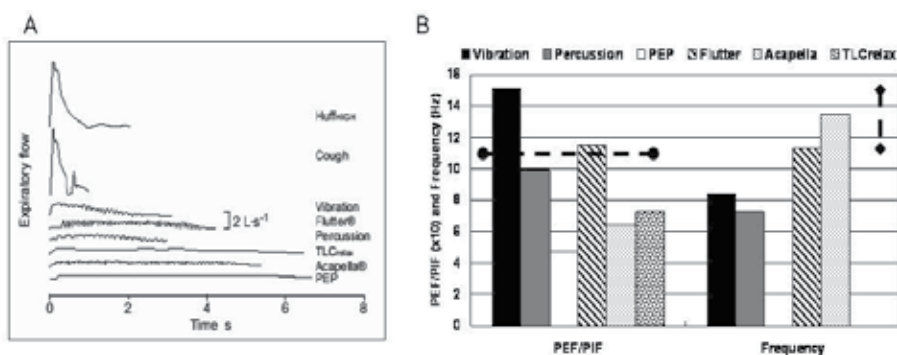 A
Expiratory flow
Cough
Vibration
Flutter®
2 L·s-1
Percussion
Acapella®
PEP
0 2 4 6 8
Time s
B
Vibration Percussion PEP Flutter Acapella TLCrelax
PEF/PIF (x10) and Frequency (Hz)
16
14
12
10
8
6
4
2
0
PEF/PIF Frequency